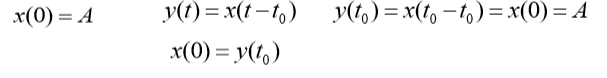 x(0) = A y(t) = x(t − t₀) y(t₀) = x(t₀ − t₀) = x(0) = A
x(0) = y(t₀)